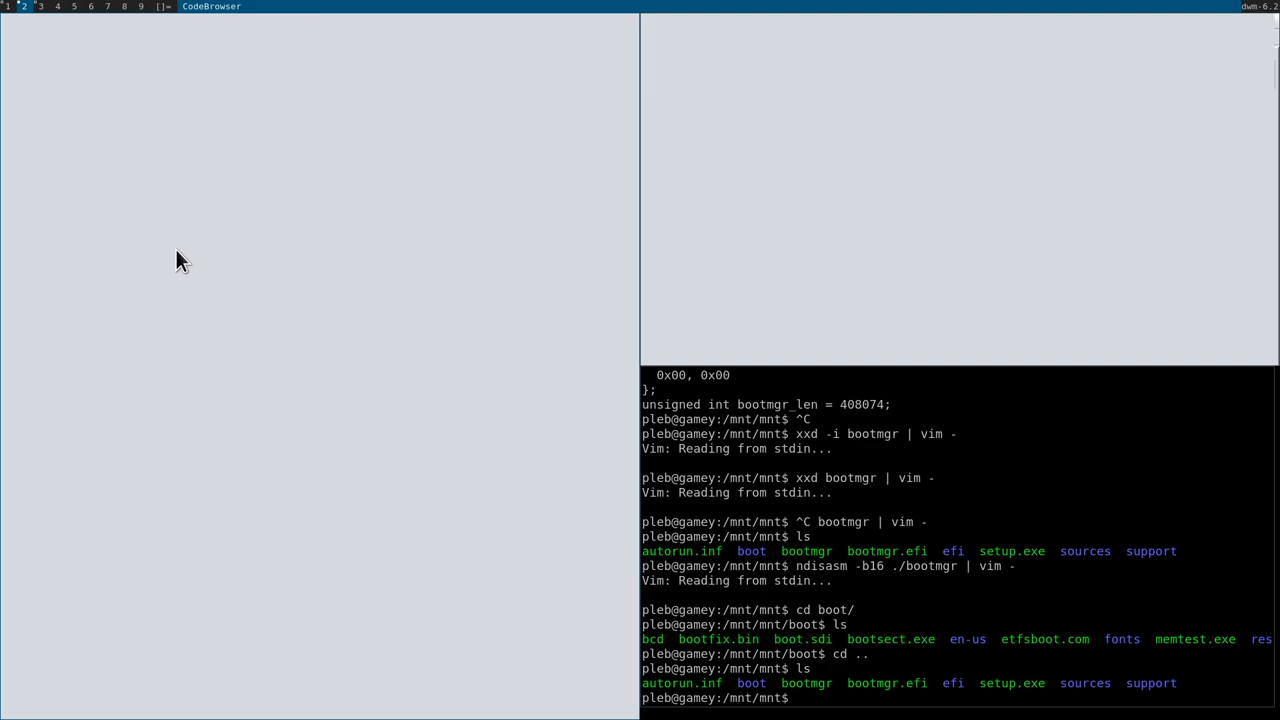 1 2 3 4 5 6 7 8 9 []= CodeBrowser dwm-6.2
0x00, 0x00
};
unsigned int bootmgr_len = 408074;
pleb@gamey:/mnt/mnt$ ^C
pleb@gamey:/mnt/mnt$ xxd -i bootmgr | vim -
Vim: Reading from stdin...
pleb@gamey:/mnt/mnt$ xxd bootmgr | vim -
Vim: Reading from stdin...
pleb@gamey:/mnt/mnt$ ^C bootmgr | vim -
pleb@gamey:/mnt/mnt$ ls
autorun.inf boot bootmgr bootmgr.efi efi setup.exe sources support
pleb@gamey:/mnt/mnt$ ndisasm -b16 ./bootmgr | vim -
Vim: Reading from stdin...
pleb@gamey:/mnt/mnt$ cd boot/
pleb@gamey:/mnt/mnt/boot$ ls
bcd bootfix.bin boot.sdi bootsect.exe en-us etfsboot.com fonts memtest.exe res
pleb@gamey:/mnt/mnt/boot$ cd ..
pleb@gamey:/mnt/mnt$ ls
autorun.inf boot bootmgr bootmgr.efi efi setup.exe sources support
pleb@gamey:/mnt/mnt$